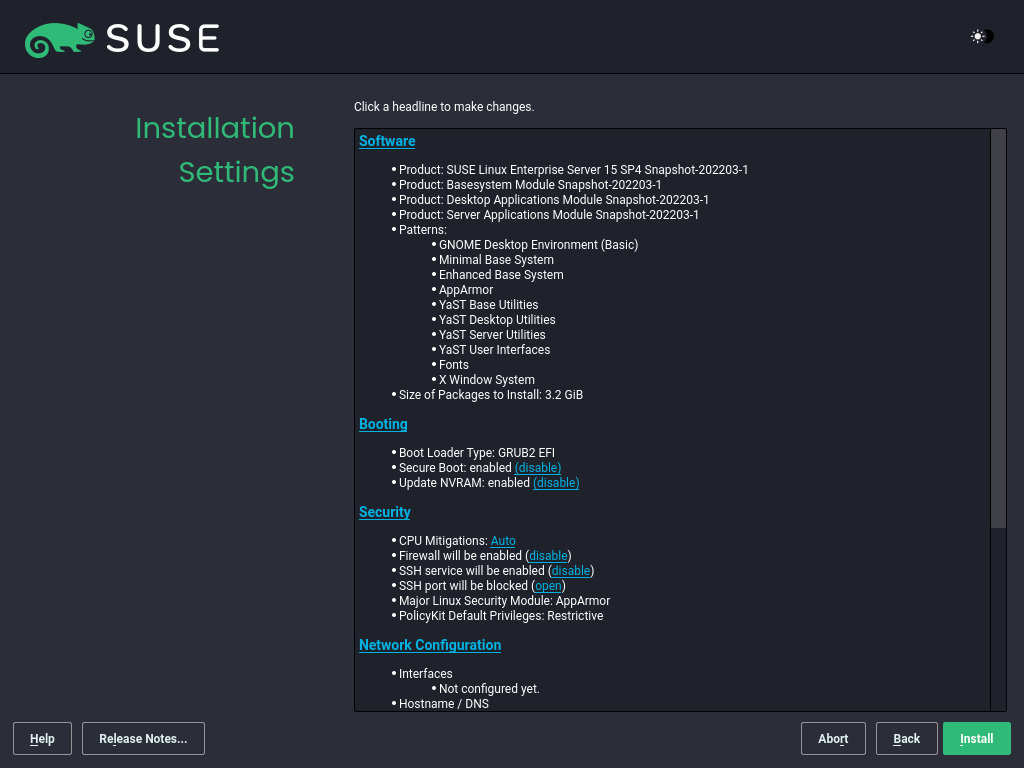 SUSE
Installation
Settings
Click a headline to make changes.
Software
• Product: SUSE Linux Enterprise Server 15 SP4 Snapshot-202203-1
• Product: Basesystem Module Snapshot-202203-1
• Product: Desktop Applications Module Snapshot-202203-1
• Product: Server Applications Module Snapshot-202203-1
• Patterns:
• GNOME Desktop Environment (Basic)
• Minimal Base System
• Enhanced Base System
• AppArmor
• YaST Base Utilities
• YaST Desktop Utilities
• YaST Server Utilities
• YaST User Interfaces
• Fonts
• X Window System
• Size of Packages to Install: 3.2 GiB
Booting
• Boot Loader Type: GRUB2 EFI
• Secure Boot: enabled (disable)
• Update NVRAM: enabled (disable)
Security
• CPU Mitigations: Auto
• Firewall will be enabled (disable)
• SSH service will be enabled (disable)
• SSH port will be blocked (open)
• Major Linux Security Module: AppArmor
• PolicyKit Default Privileges: Restrictive
Network Configuration
• Interfaces
• Not configured yet.
• Hostname / DNS
Help
Release Notes...
Abort
Back
Install